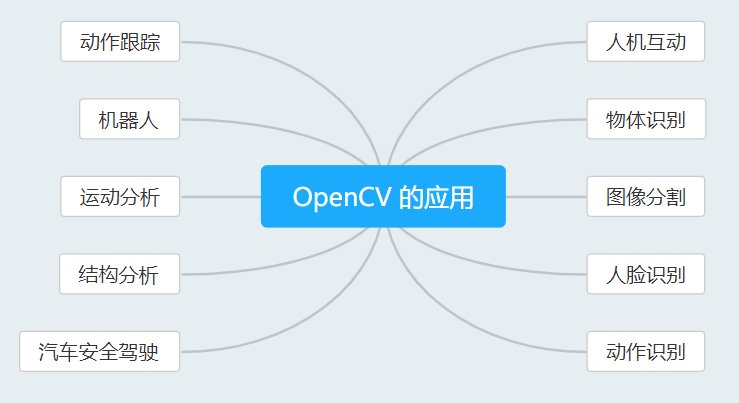 动作跟踪
人机互动
机器人
物体识别
运动分析
OpenCV 的应用
图像分割
结构分析
人脸识别
汽车安全驾驶
动作识别